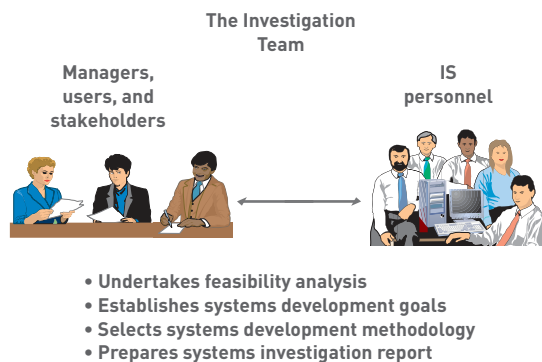 The Investigation
Team
Managers,
users, and
stakeholders
IS
personnel
• Undertakes feasibility analysis
• Establishes systems development goals
• Selects systems development methodology
• Prepares systems investigation report